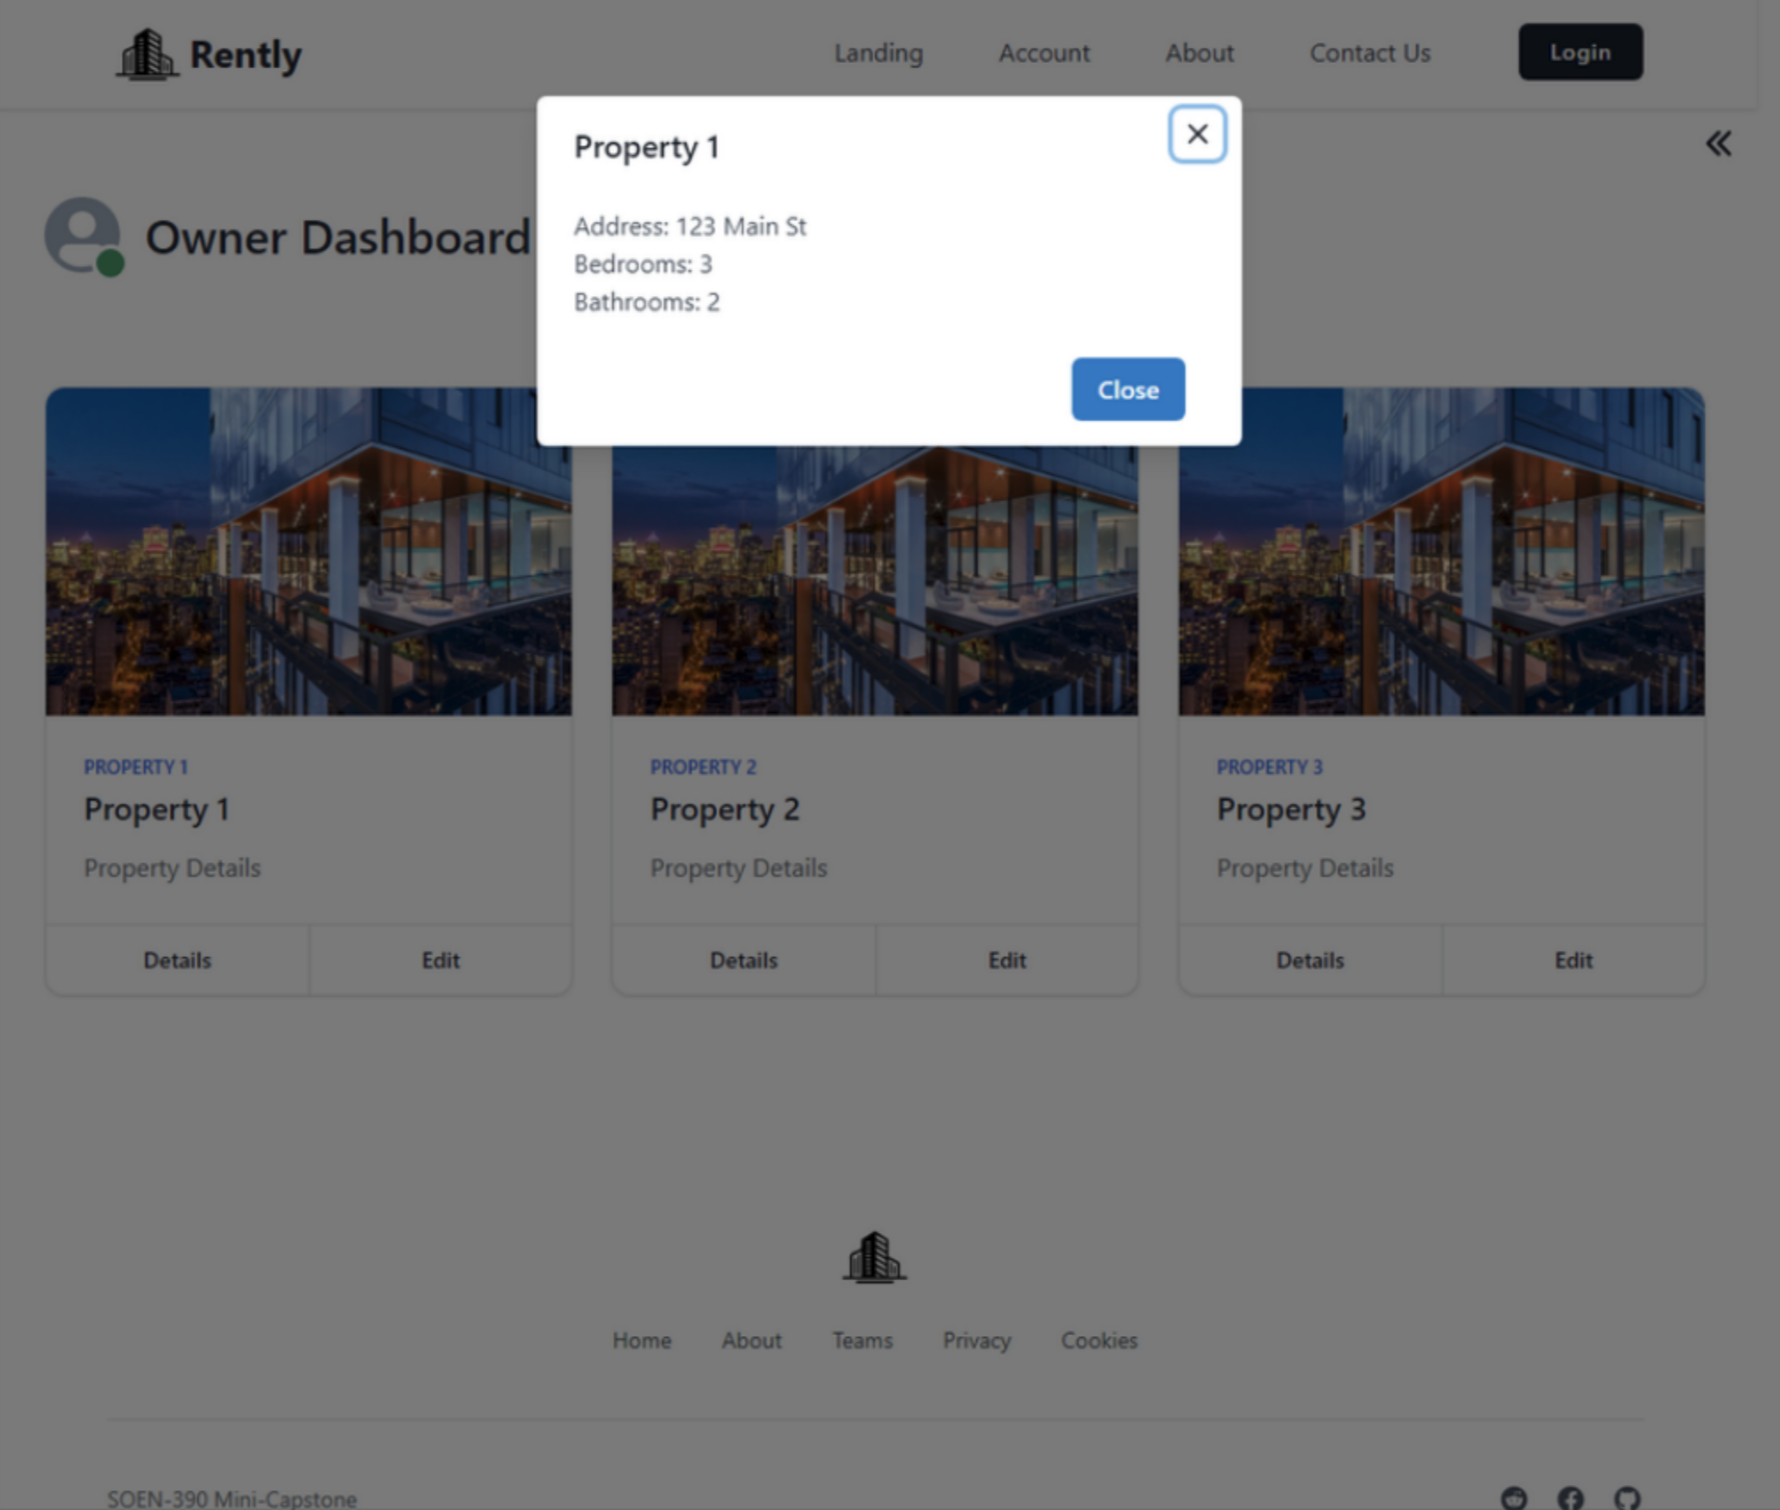 Rently
Landing Account About Contact Us Login
Property 1
Owner Dashboard
Address: 123 Main St
Bedrooms: 3
Bathrooms: 2
Close
PROPERTY 1
Property 1
Property Details
Details Edit
PROPERTY 2
Property 2
Property Details
Details Edit
PROPERTY 3
Property 3
Property Details
Details Edit
Home About Teams Privacy Cookies
SOEN-390 Mini-Capstone